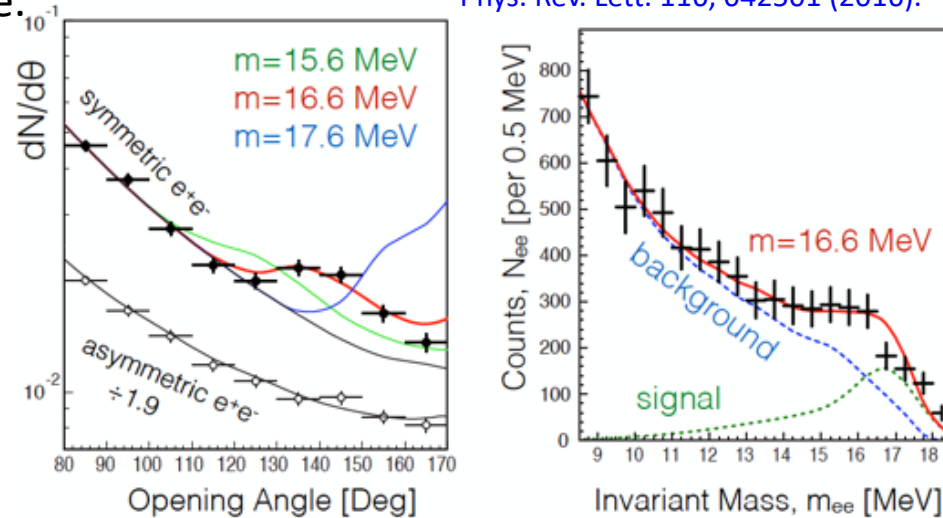 e.
Phys. Rev. Lett. 116, 042501 (2016).
10⁻¹
10⁻²
dN/dθ
m=15.6 MeV
m=16.6 MeV
m=17.6 MeV
symmetric e⁺e⁻
asymmetric e⁺e⁻
÷1.9
80 90 100 110 120 130 140 150 160 170
Opening Angle [Deg]
Counts, Nₑₑ [per 0.5 MeV]
800
700
600
500
400
300
200
100
0
m=16.6 MeV
background
signal
9 10 11 12 13 14 15 16 17 18
Invariant Mass, mₑₑ [MeV]